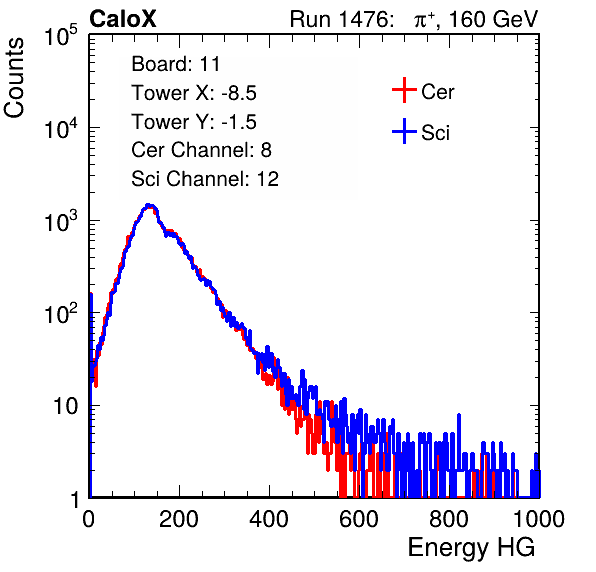 CaloX Run 1476: π⁺, 160 GeV
Counts
Board: 11
Tower X: -8.5
Tower Y: -1.5
Cer Channel: 8
Sci Channel: 12
Cer
Sci
10⁵
10⁴
10³
10²
10
1
0 200 400 600 800 1000
Energy HG